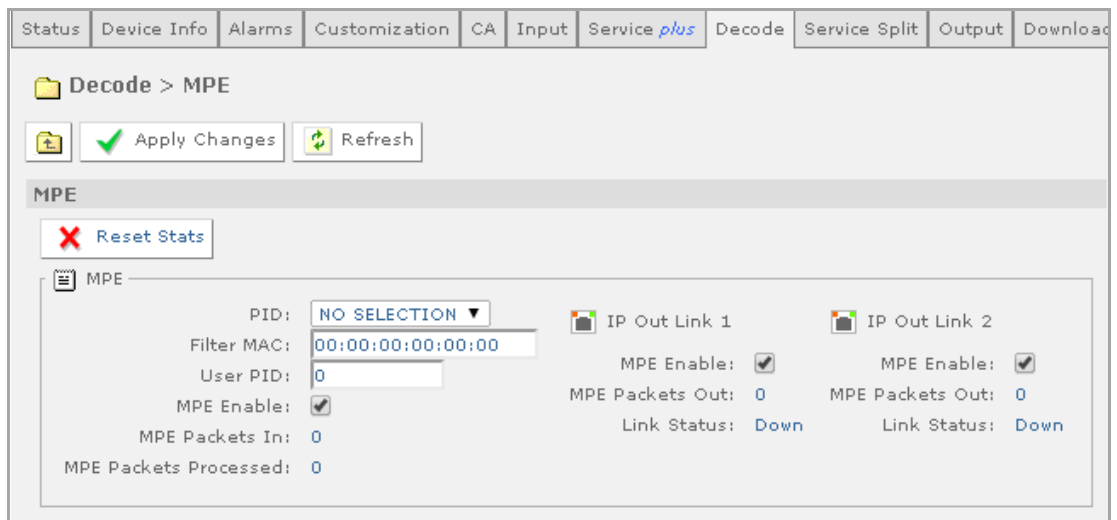 Status Device Info Alarms Customization CA Input Service plus Decode Service Split Output Download
Decode > MPE
Apply Changes Refresh
MPE
Reset Stats
MPE
PID: NO SELECTION
Filter MAC: 00:00:00:00:00:00
User PID: 0
MPE Enable:
MPE Packets In: 0
MPE Packets Processed: 0
IP Out Link 1
MPE Enable:
MPE Packets Out: 0
Link Status: Down
IP Out Link 2
MPE Enable:
MPE Packets Out: 0
Link Status: Down